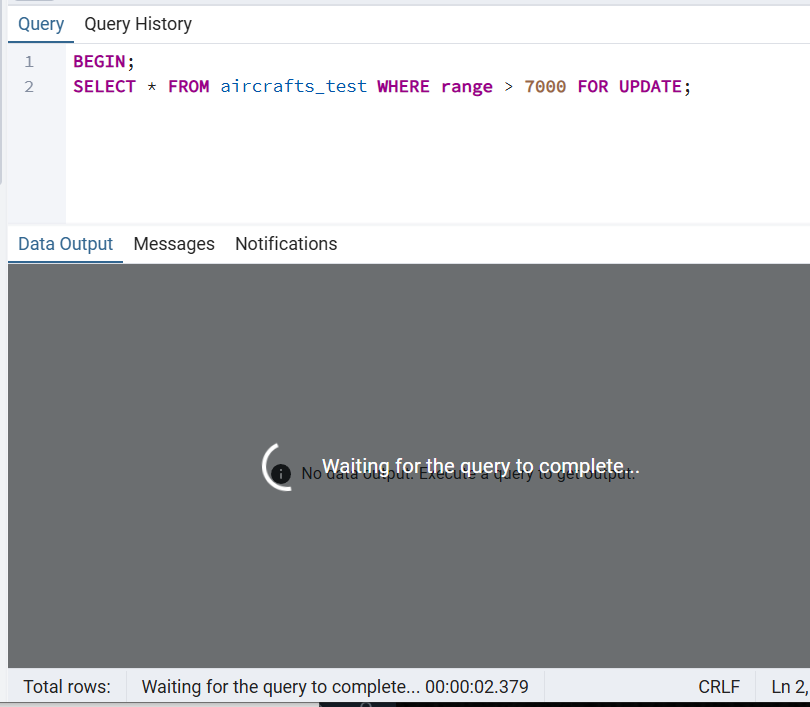 Query Query History
1 BEGIN;
2 SELECT * FROM aircrafts_test WHERE range > 7000 FOR UPDATE;
Data Output Messages Notifications
Waiting for the query to complete...
No data output. Execute a query to get output.
Total rows: Waiting for the query to complete... 00:00:02.379 CRLF Ln 2,